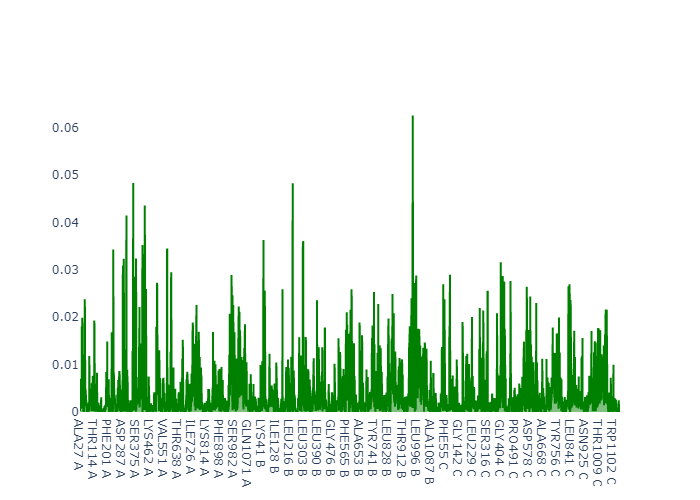 0.06
0.05
0.04
0.03
0.02
0.01
0
ALA27 A
THR114 A
PHE201 A
ASP287 A
SER375 A
LYS462 A
VAL551 A
THR638 A
ILE726 A
LYS814 A
PHE898 A
SER982 A
GLN1071 A
LYS41 B
ILE128 B
LEU216 B
LEU303 B
LEU390 B
GLY476 B
PHE565 B
ALA653 B
TYR741 B
LEU828 B
THR912 B
LEU996 B
ALA1087 B
PHE55 C
GLY142 C
LEU229 C
SER316 C
GLY404 C
PRO491 C
ASP578 C
ALA668 C
TYR756 C
LEU841 C
ASN925 C
THR1009 C
TRP1102 C